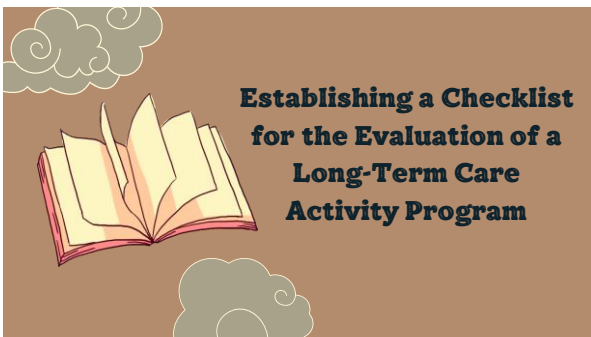 Establishing a Checklist
for the Evaluation of a
Long-Term Care
Activity Program